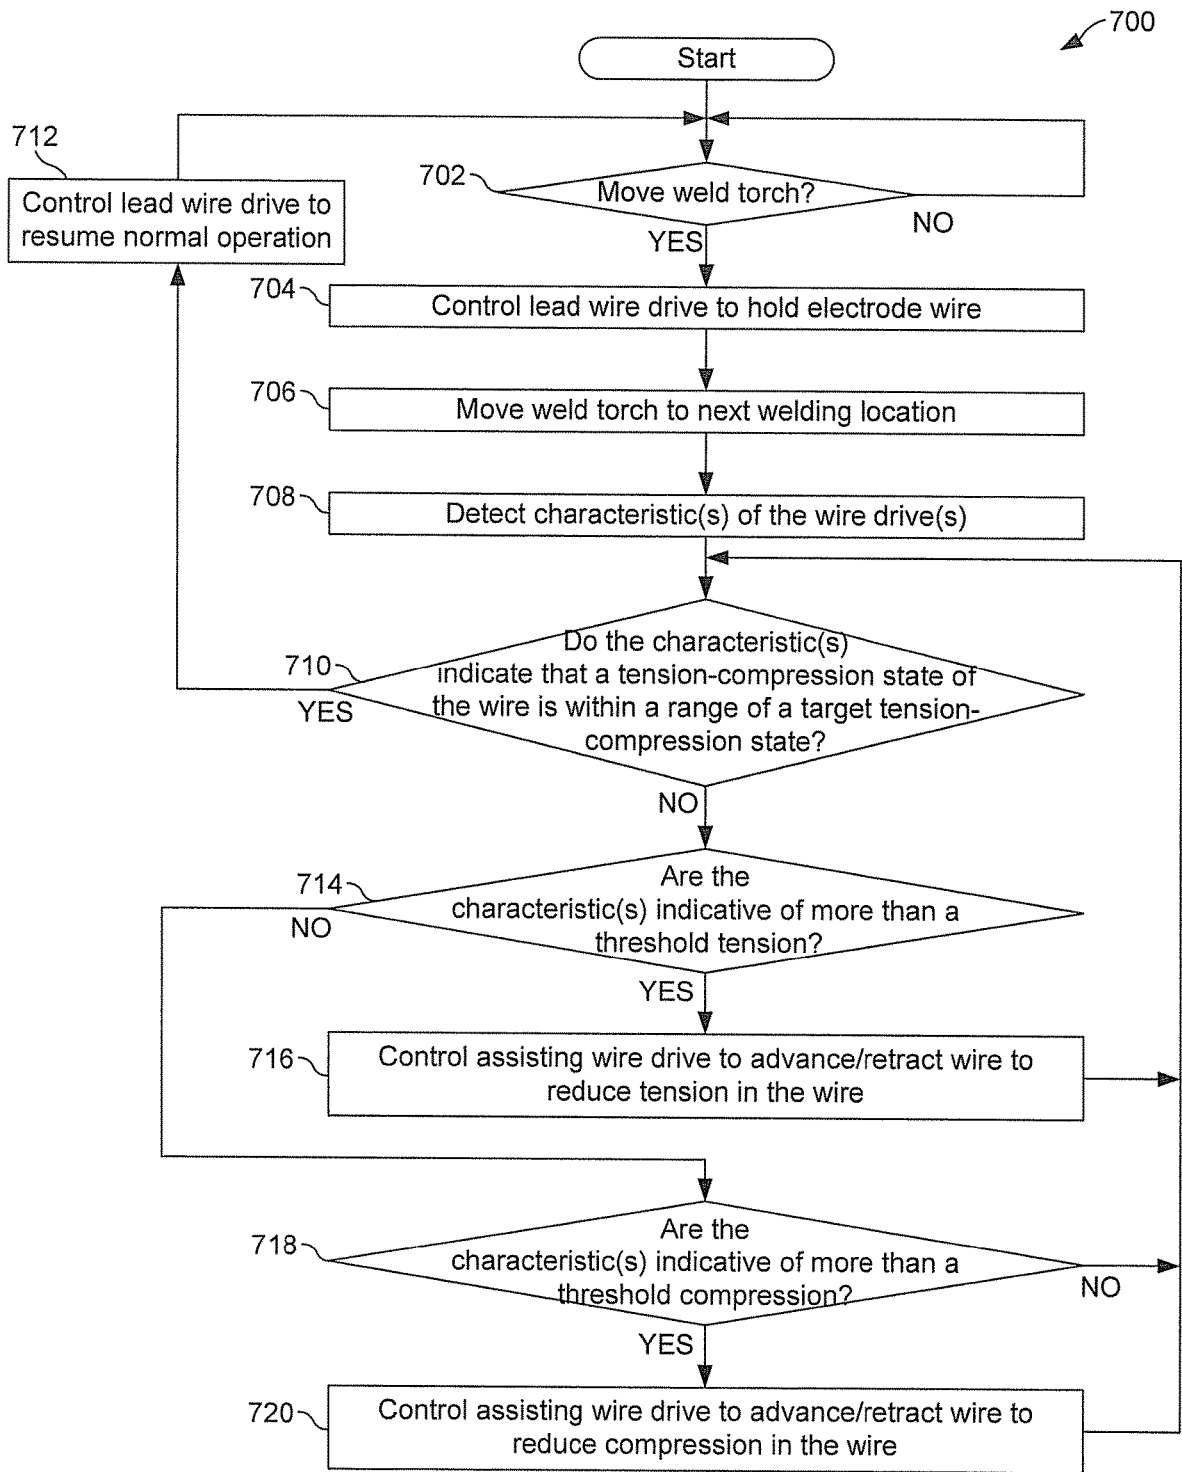 700
Start
712
Control lead wire drive to
resume normal operation
702
Move weld torch?
NO
YES
704
Control lead wire drive to hold electrode wire
706
Move weld torch to next welding location
708
Detect characteristic(s) of the wire drive(s)
710
Do the characteristic(s)
indicate that a tension-compression state of
the wire is within a range of a target tension-
compression state?
YES
NO
714
Are the
characteristic(s) indicative of more than a
threshold tension?
NO
YES
716
Control assisting wire drive to advance/retract wire to
reduce tension in the wire
718
Are the
characteristic(s) indicative of more than a
threshold compression?
NO
YES
720
Control assisting wire drive to advance/retract wire to
reduce compression in the wire